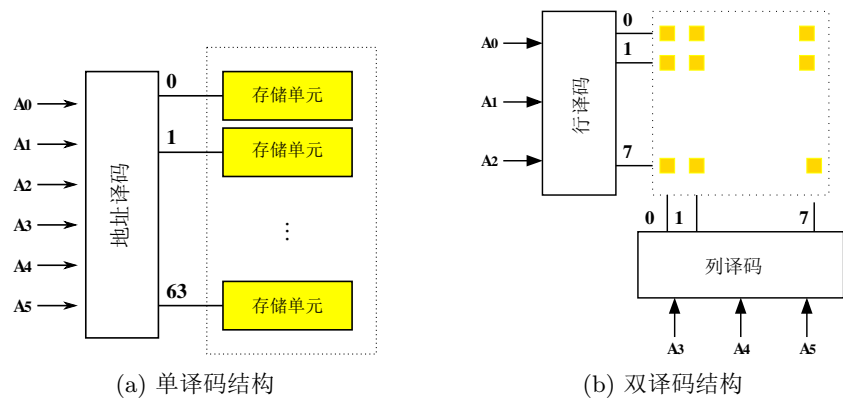 A0
A1
A2
A3
A4
A5
地址译码
0
1
63
存储单元
存储单元
⋮
存储单元
(a) 单译码结构
A0
A1
A2
行译码
0
1
7
0 1 7
列译码
A3 A4 A5
(b) 双译码结构